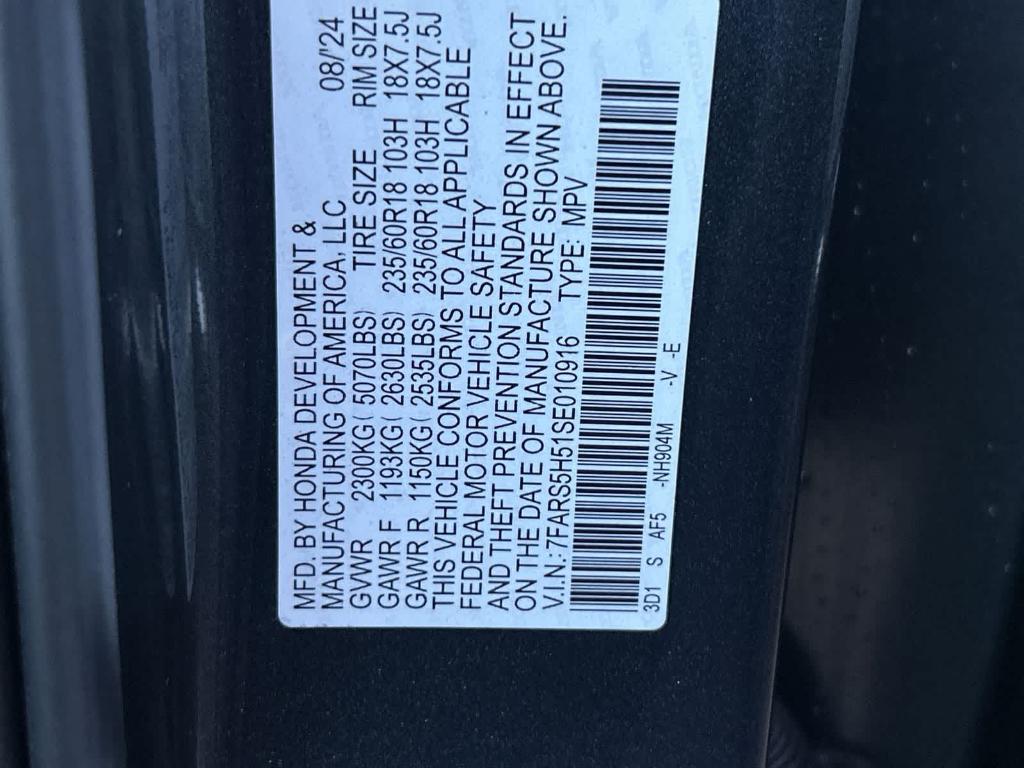 MFD. BY HONDA DEVELOPMENT &
MANUFACTURING OF AMERICA, LLC 08/'24
GVWR 2300KG( 5070LBS) TIRE SIZE RIM SIZE
GAWR F 1193KG( 2630LBS) 235/60R18 103H 18X7.5J
GAWR R 1150KG( 2535LBS) 235/60R18 103H 18X7.5J
THIS VEHICLE CONFORMS TO ALL APPLICABLE
FEDERAL MOTOR VEHICLE SAFETY
AND THEFT PREVENTION STANDARDS IN EFFECT
ON THE DATE OF MANUFACTURE SHOWN ABOVE.
V.I.N.: 7FARS5H51SE010916 TYPE: MPV
3D1 S AF5 -NH904M -V -E